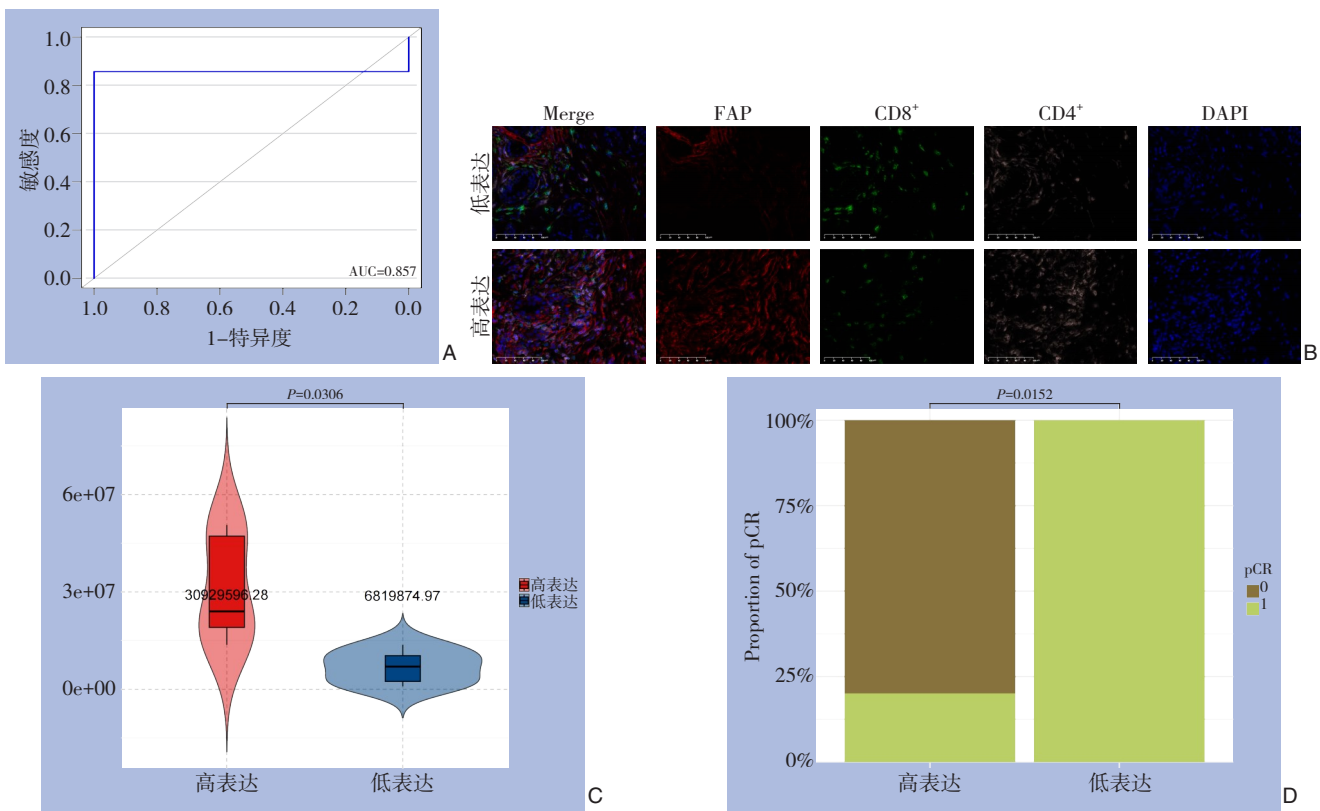 1.0
0.8
0.6
0.4
0.2
0.0
敏感度
AUC=0.857
1.0 0.8 0.6 0.4 0.2 0.0
1-特异度
A
Merge FAP CD8+ CD4+ DAPI
低表达
高表达
B
P=0.0306
6e+07
3e+07
0e+00
30929596.28
6819874.97
高表达
低表达
高表达 低表达
C
P=0.0152
100%
75%
50%
25%
0%
Proportion of pCR
pCR
0
1
高表达 低表达
D